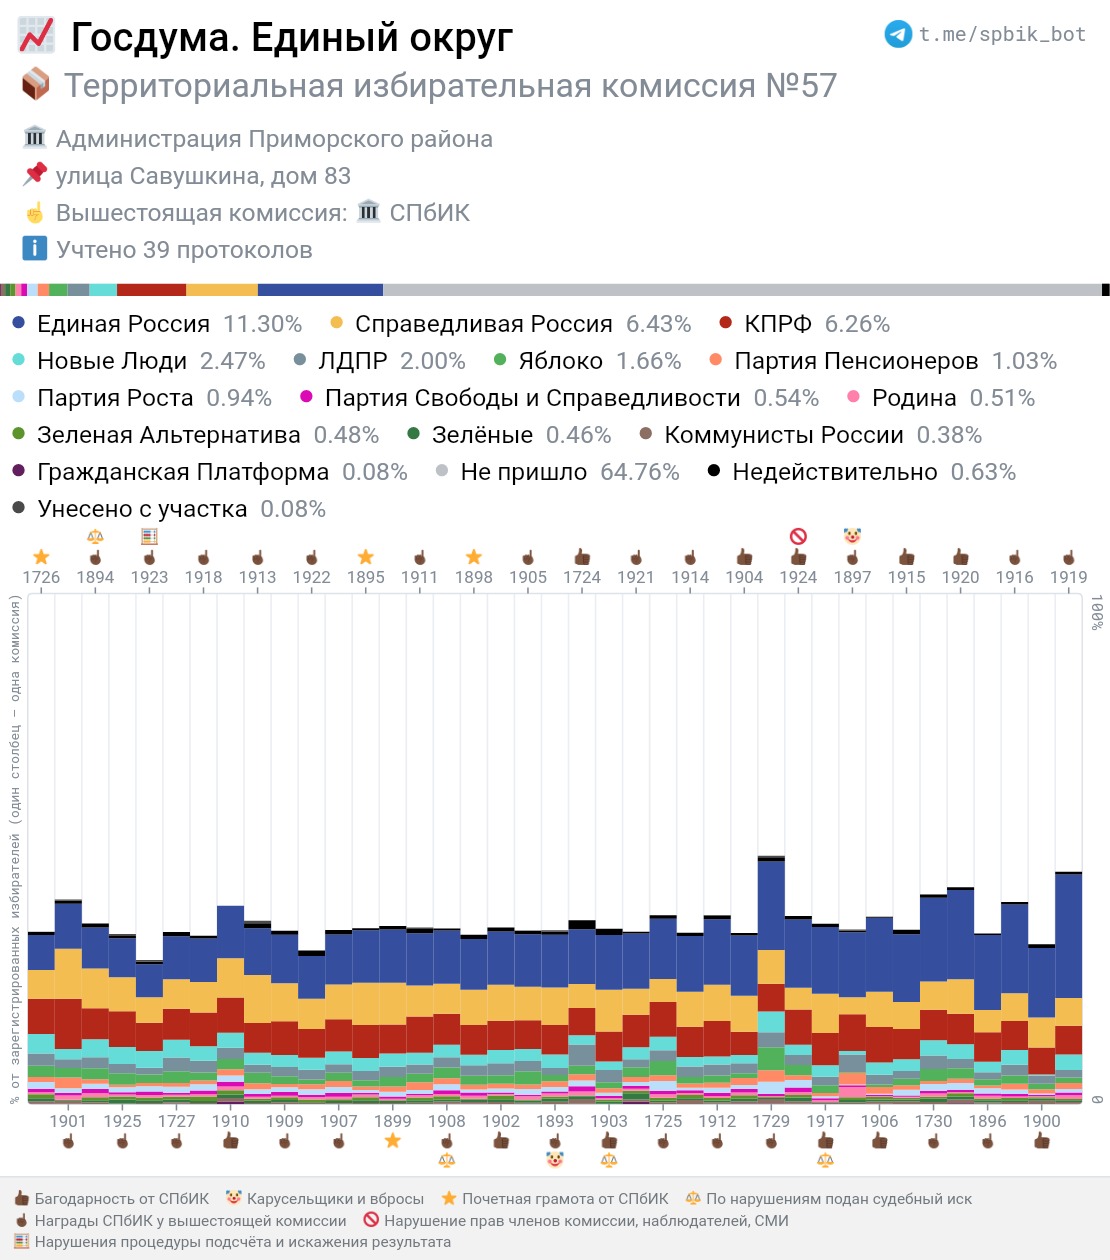 Госдума. Единый округ
t.me/spbik_bot
Территориальная избирательная комиссия №57
Администрация Приморского района
улица Савушкина, дом 83
Вышестоящая комиссия: СПбИК
Учтено 39 протоколов
Единая Россия 11.30% Справедливая Россия 6.43% КПРФ 6.26%
Новые Люди 2.47% ЛДПР 2.00% Яблоко 1.66% Партия Пенсионеров 1.03%
Партия Роста 0.94% Партия Свободы и Справедливости 0.54% Родина 0.51%
Зеленая Альтернатива 0.48% Зелёные 0.46% Коммунисты России 0.38%
Гражданская Платформа 0.08% Не пришло 64.76% Недействительно 0.63%
Унесено с участка 0.08%
1726 1894 1923 1918 1913 1922 1895 1911 1898 1905 1724 1921 1914 1904 1924 1897 1915 1920 1916 1919
% от зарегистрированных избирателей (один столбец — одна комиссия)
100%
0
1901 1925 1727 1910 1909 1907 1899 1908 1902 1893 1903 1725 1912 1729 1917 1906 1730 1896 1900
Багодарность от СПбИК Карусельщики и вбросы Почетная грамота от СПбИК По нарушениям подан судебный иск
Награды СПбИК у вышестоящей комиссии Нарушение прав членов комиссии, наблюдателей, СМИ
Нарушения процедуры подсчёта и искажения результата